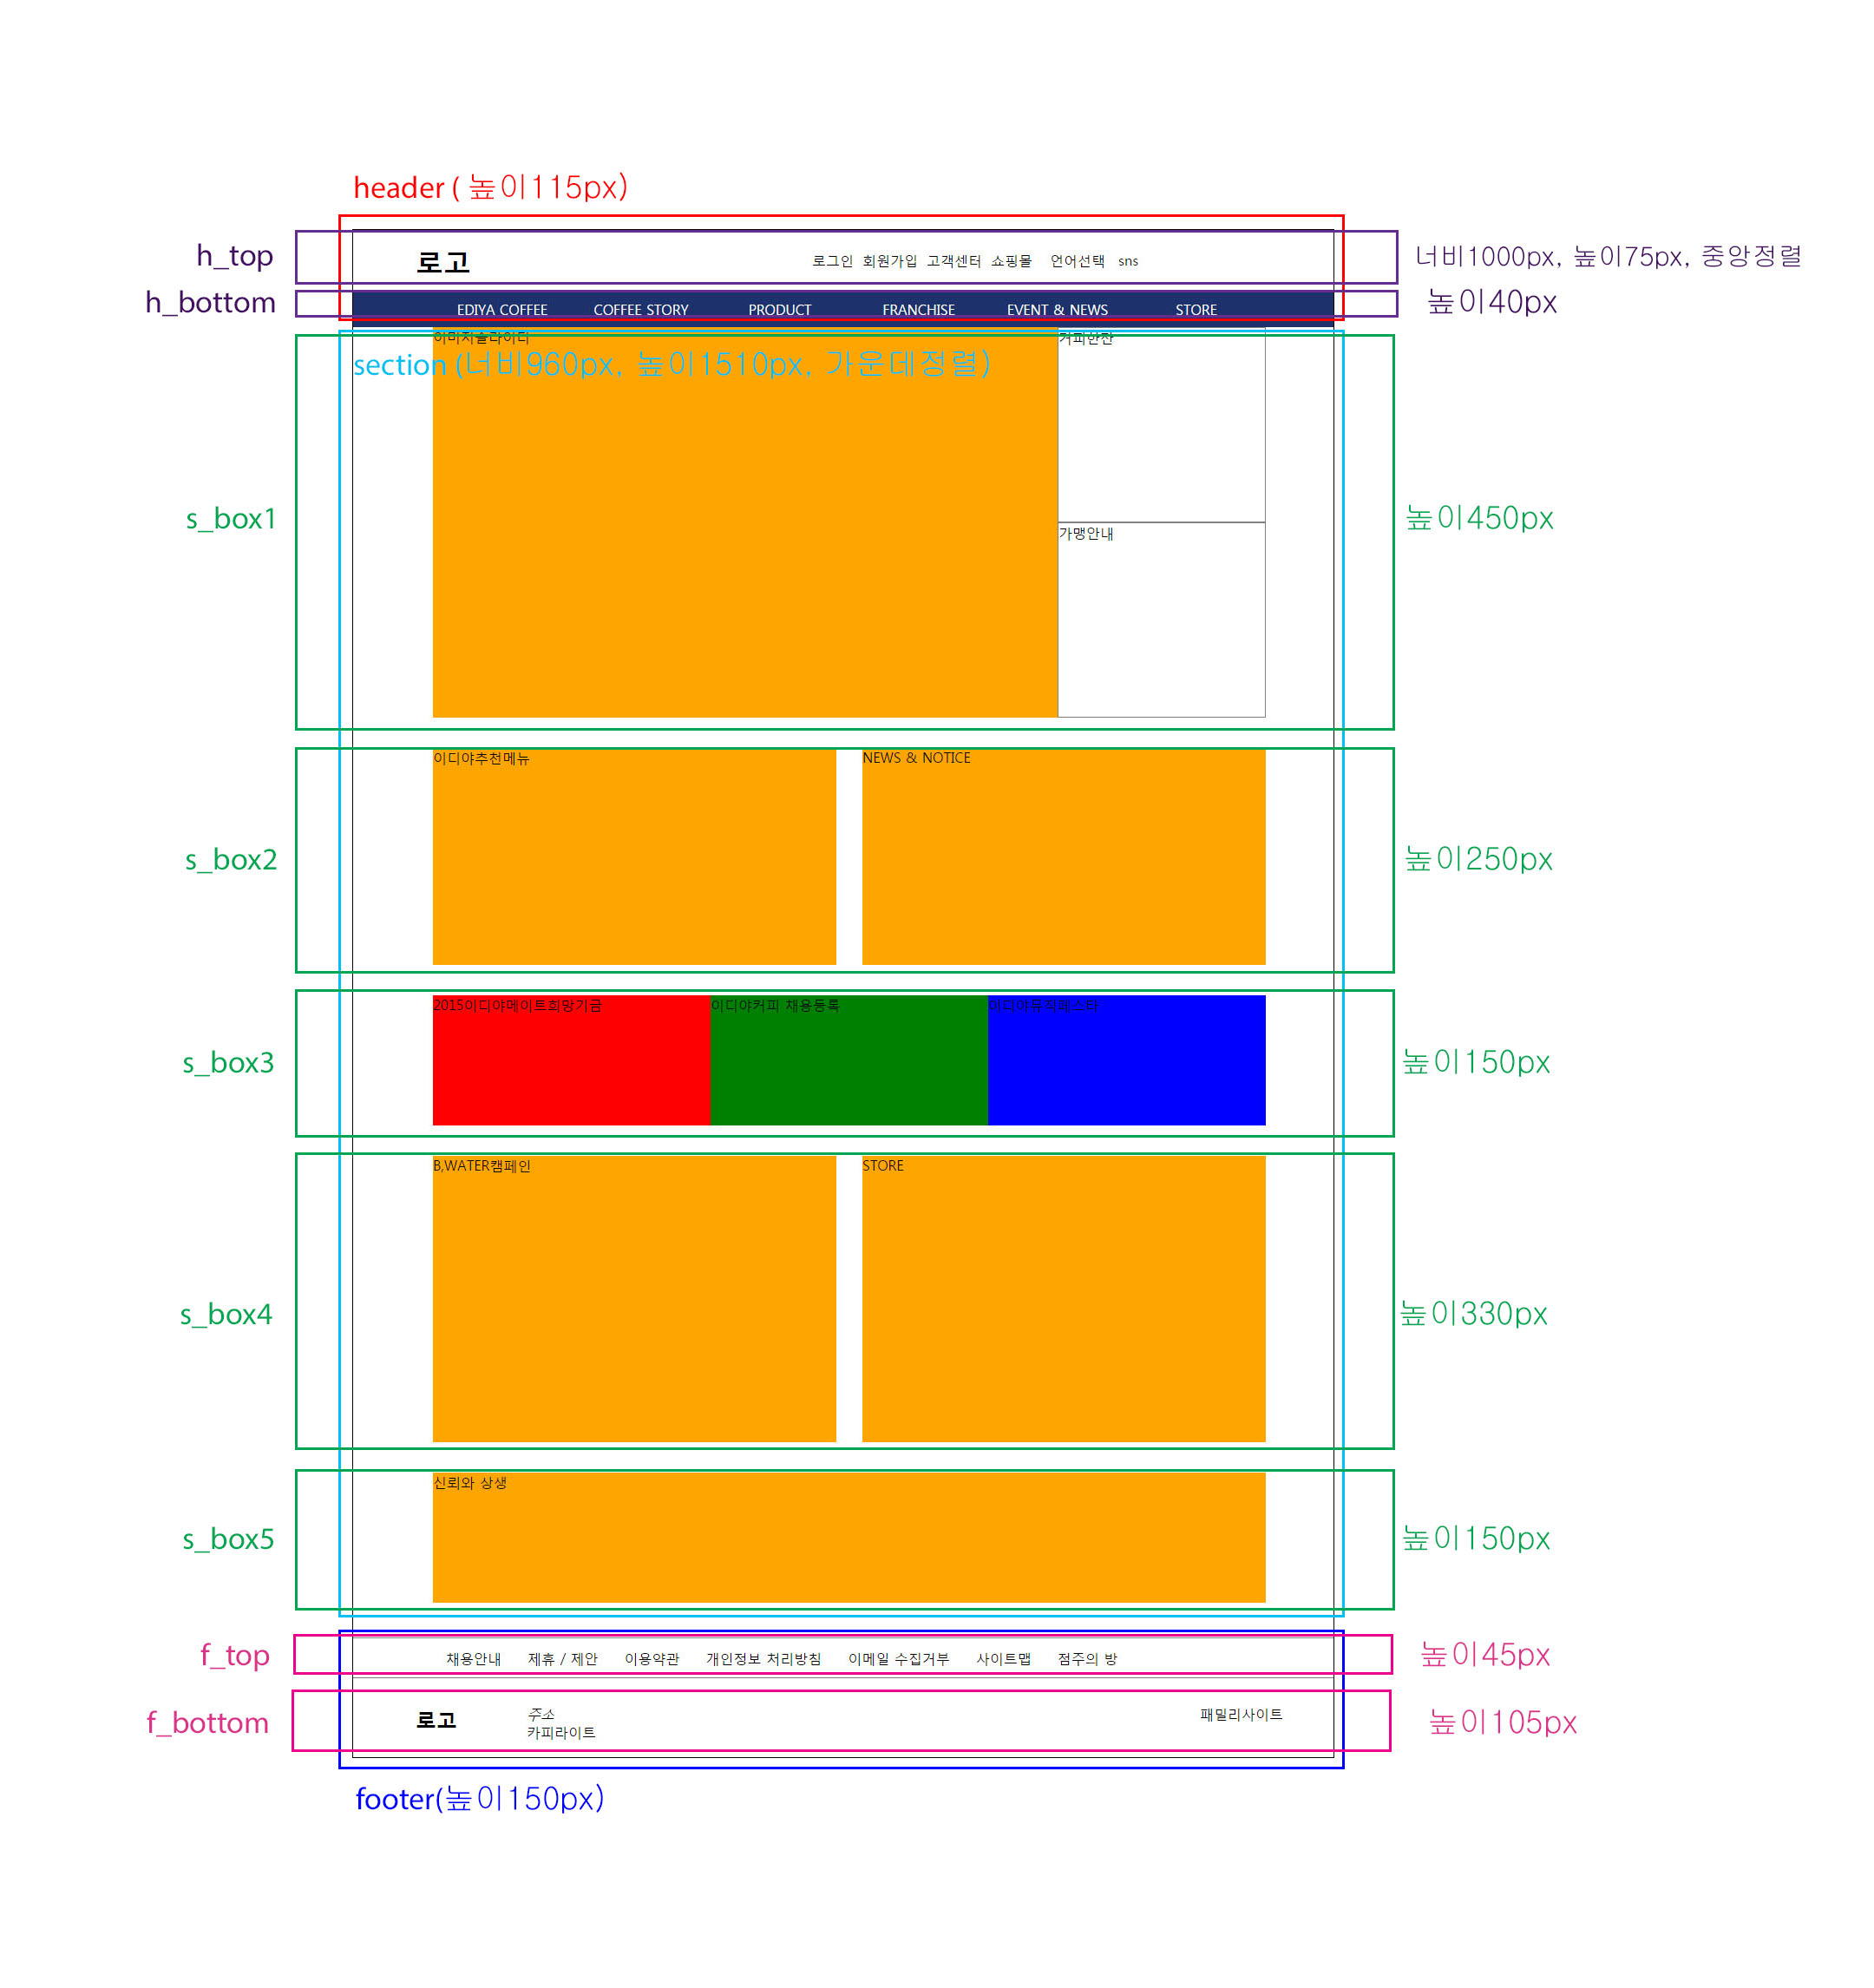 header ( 높이115px)
h_top
로고
로그인 회원가입 고객센터 쇼핑몰 언어선택 sns
너비1000px, 높이75px, 중앙정렬
h_bottom
EDIYA COFFEE COFFEE STORY PRODUCT FRANCHISE EVENT & NEWS STORE
높이40px
이미지슬라이더
커피한잔
section (너비960px, 높이1510px, 가운데정렬)
s_box1
가맹안내
높이450px
이디야추천메뉴
NEWS & NOTICE
s_box2
높이250px
2015이디야메이트희망기금
이디야커피 채용등록
이디야뮤직페스타
s_box3
높이150px
B,WATER캠페인
STORE
s_box4
높이330px
신뢰와 상생
s_box5
높이150px
f_top
채용안내 제휴 / 제안 이용약관 개인정보 처리방침 이메일 수집거부 사이트맵 점주의 방
높이45px
f_bottom
로고
주소
카피라이트
패밀리사이트
높이105px
footer(높이150px)